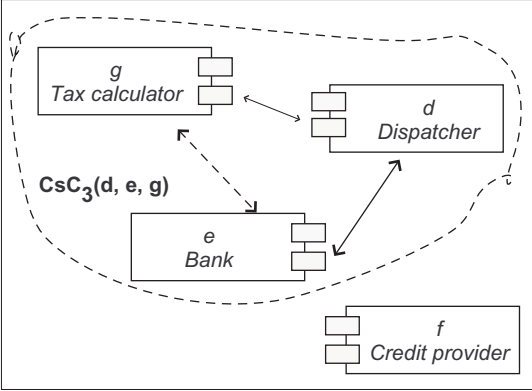 g
Tax calculator
d
Dispatcher
CsC3(d, e, g)
e
Bank
f
Credit provider